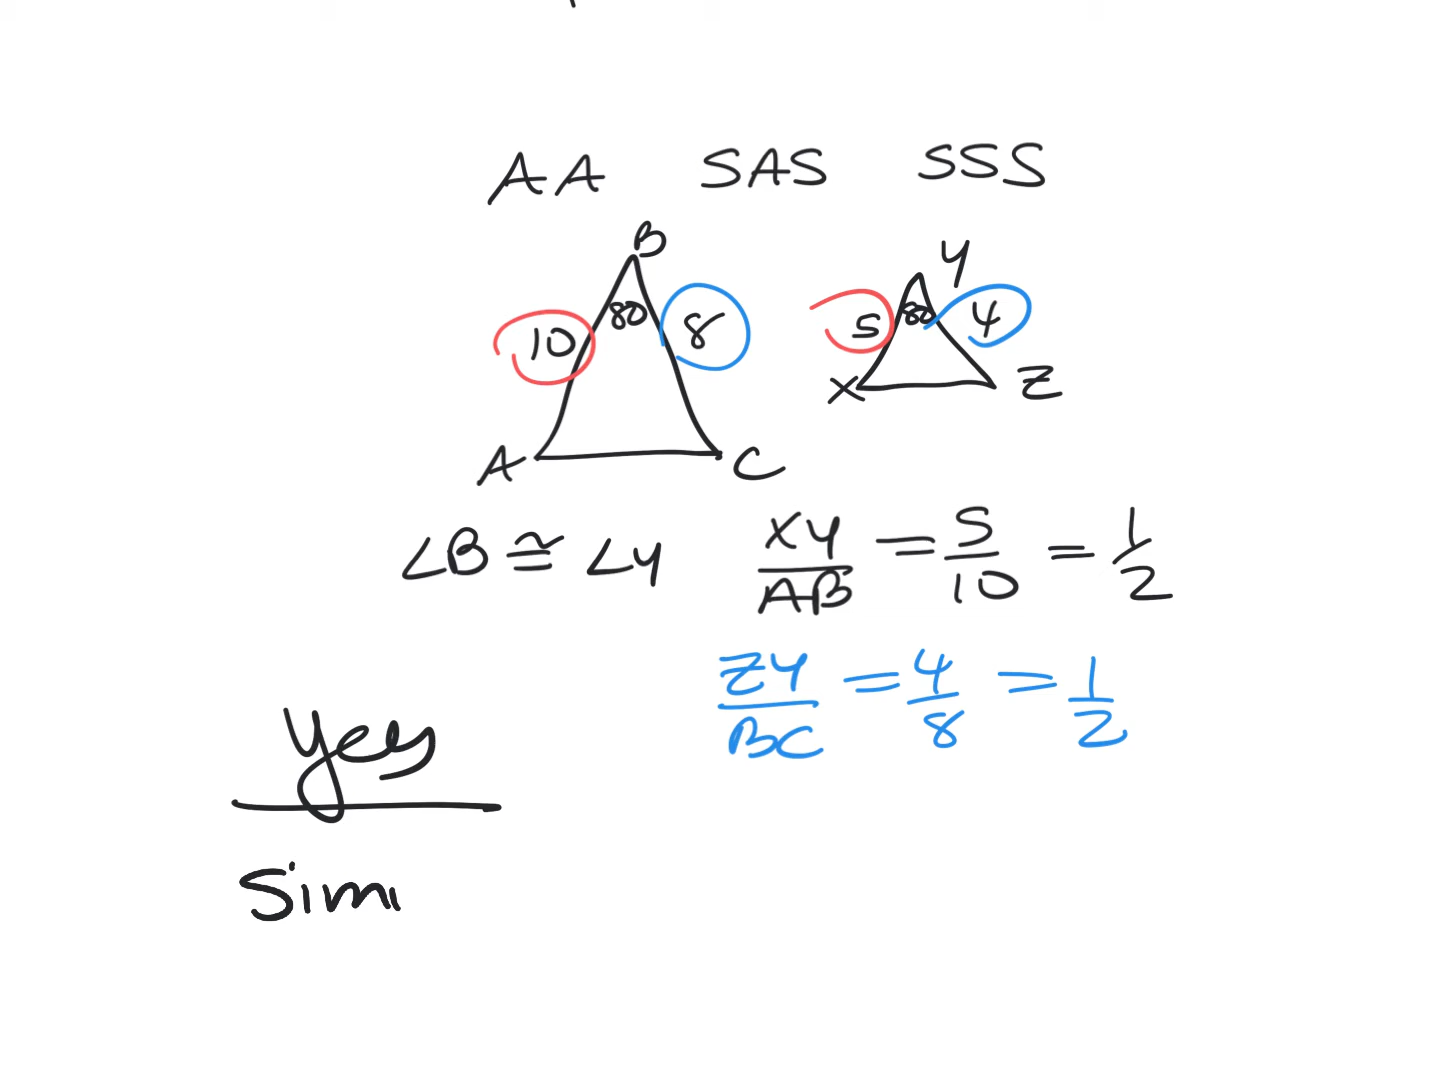 AA SAS SSS
B Y
10 80 8 5 80 4
X Z
A C
∠B ≅ ∠Y XY/AB = 5/10 = 1/2
ZY/BC = 4/8 = 1/2
yes
Simi